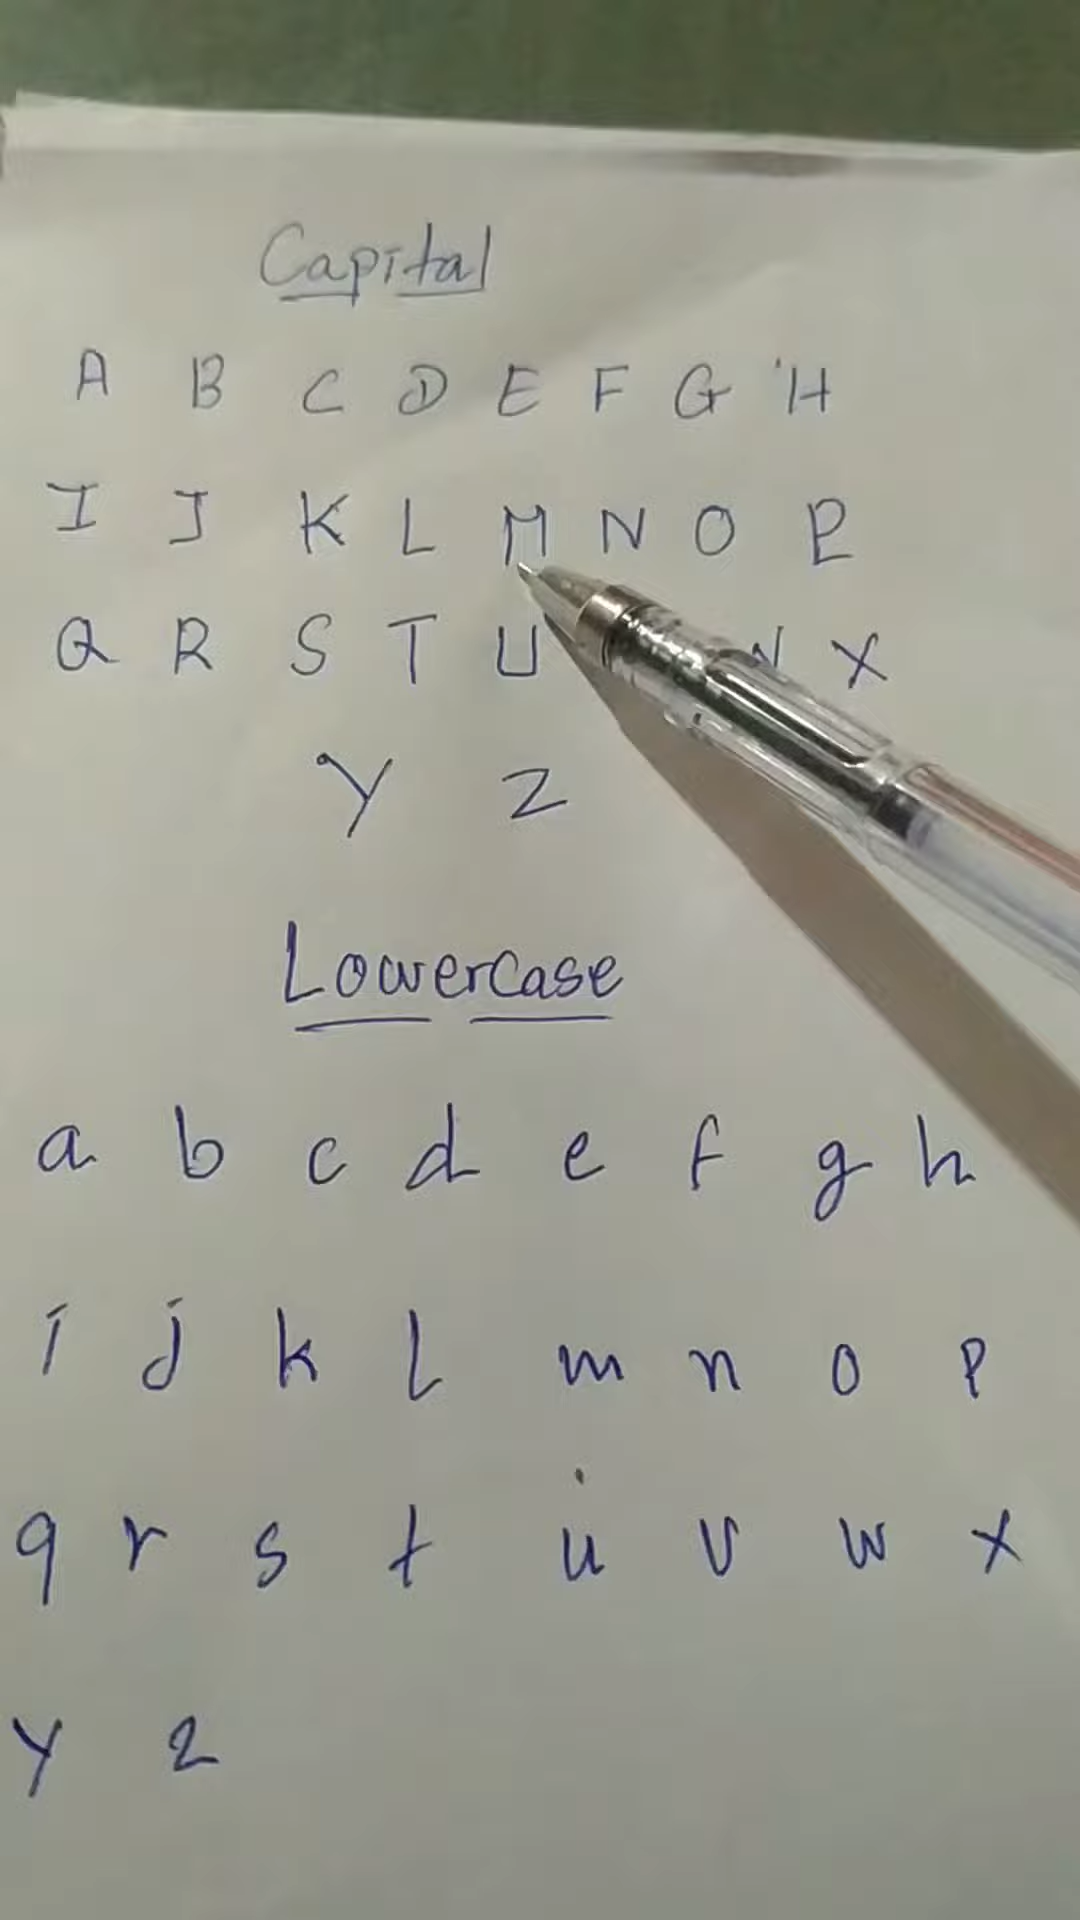 Capital
A B C D E F G H
I J K L M N O P
Q R S T U X
Y Z
Lowercase
a b c d e f g h
i j k l m n o p
q r s t u v w x
y z